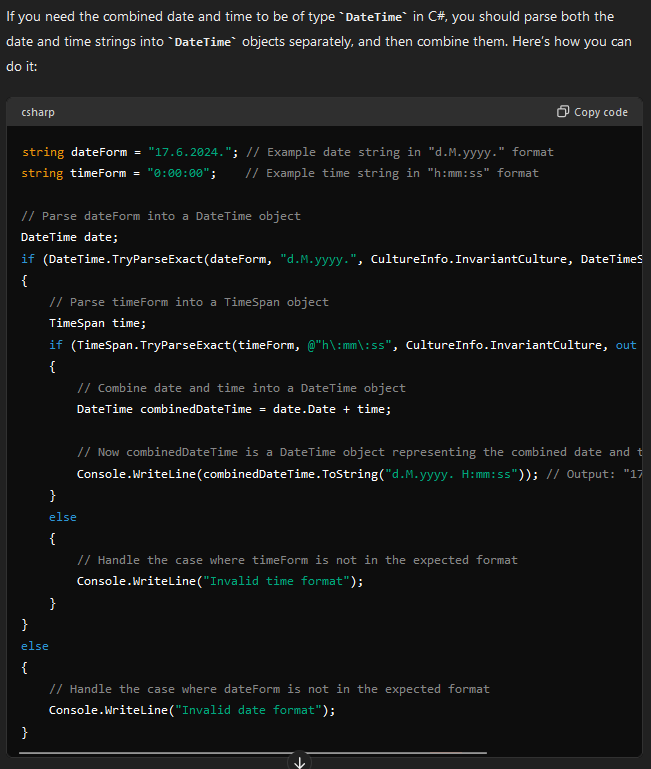 If you need the combined date and time to be of type `DateTime` in C#, you should parse both the
date and time strings into `DateTime` objects separately, and then combine them. Here's how you can
do it:
csharp
Copy code
string dateForm = "17.6.2024."; // Example date string in "d.M.yyyy." format
string timeForm = "0:00:00";    // Example time string in "h:mm:ss" format
// Parse dateForm into a DateTime object
DateTime date;
if (DateTime.TryParseExact(dateForm, "d.M.yyyy.", CultureInfo.InvariantCulture, DateTimeS
{
    // Parse timeForm into a TimeSpan object
    TimeSpan time;
    if (TimeSpan.TryParseExact(timeForm, @"h\:mm\:ss", CultureInfo.InvariantCulture, out
    {
        // Combine date and time into a DateTime object
        DateTime combinedDateTime = date.Date + time;
        // Now combinedDateTime is a DateTime object representing the combined date and t
        Console.WriteLine(combinedDateTime.ToString("d.M.yyyy. H:mm:ss")); // Output: "17
    }
    else
    {
        // Handle the case where timeForm is not in the expected format
        Console.WriteLine("Invalid time format");
    }
}
else
{
    // Handle the case where dateForm is not in the expected format
    Console.WriteLine("Invalid date format");
}